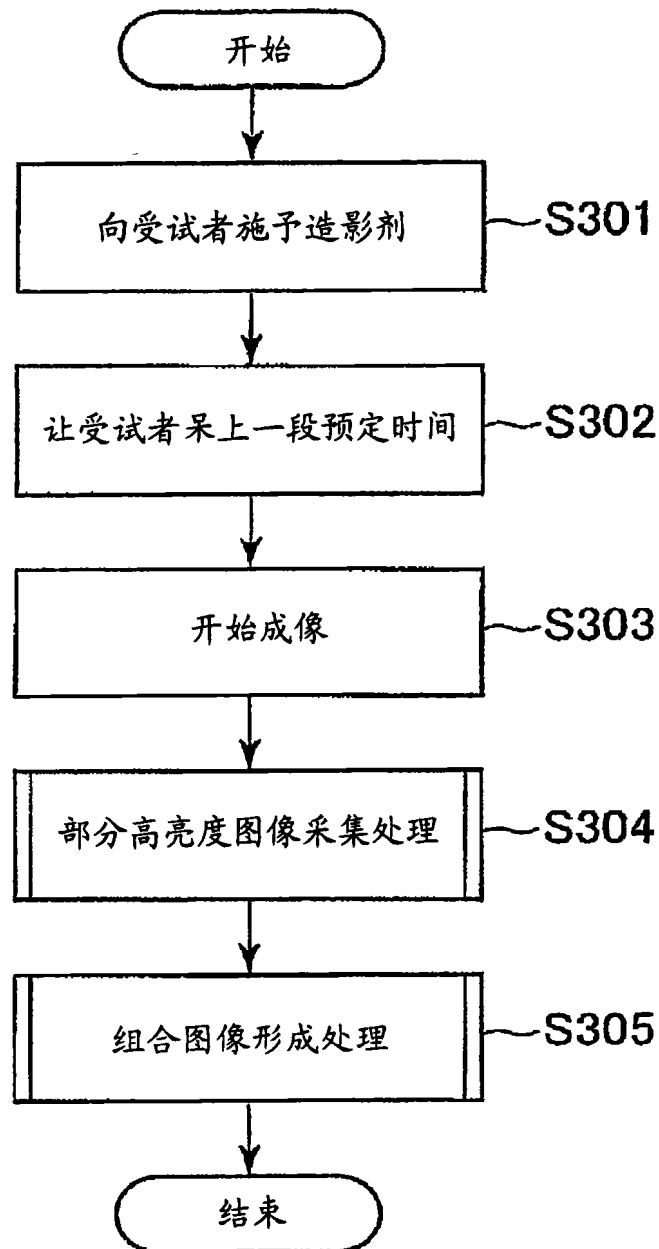 开始
向受试者施予造影剂
S301
让受试者呆上一段预定时间
S302
开始成像
S303
部分高亮度图像采集处理
S304
组合图像形成处理
S305
结束